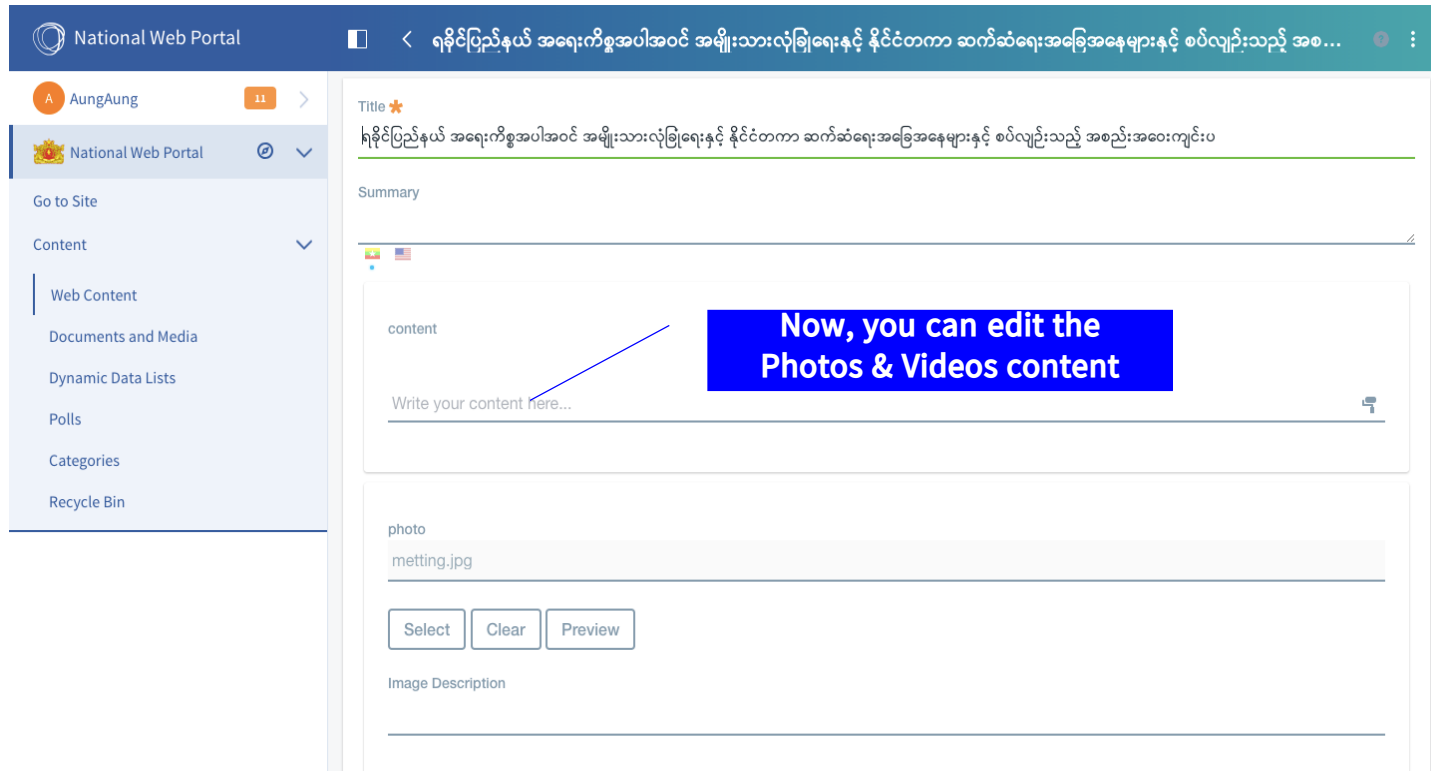 National Web Portal
ရခိုင်ပြည်နယ် အရေးကိစ္စအပါအဝင် အမျိုးသားလုံခြုံရေးနှင့် နိုင်ငံတကာ ဆက်ဆံရေးအခြေအနေများနှင့် စပ်လျဉ်းသည့် အစ...
A AungAung 11
National Web Portal
Go to Site
Content
Web Content
Documents and Media
Dynamic Data Lists
Polls
Categories
Recycle Bin
Title
ရခိုင်ပြည်နယ် အရေးကိစ္စအပါအဝင် အမျိုးသားလုံခြုံရေးနှင့် နိုင်ငံတကာ ဆက်ဆံရေးအခြေအနေများနှင့် စပ်လျဉ်းသည့် အစည်းအဝေးကျင်းပ
Summary
content
Now, you can edit the
Photos & Videos content
Write your content here...
photo
metting.jpg
Select Clear Preview
Image Description